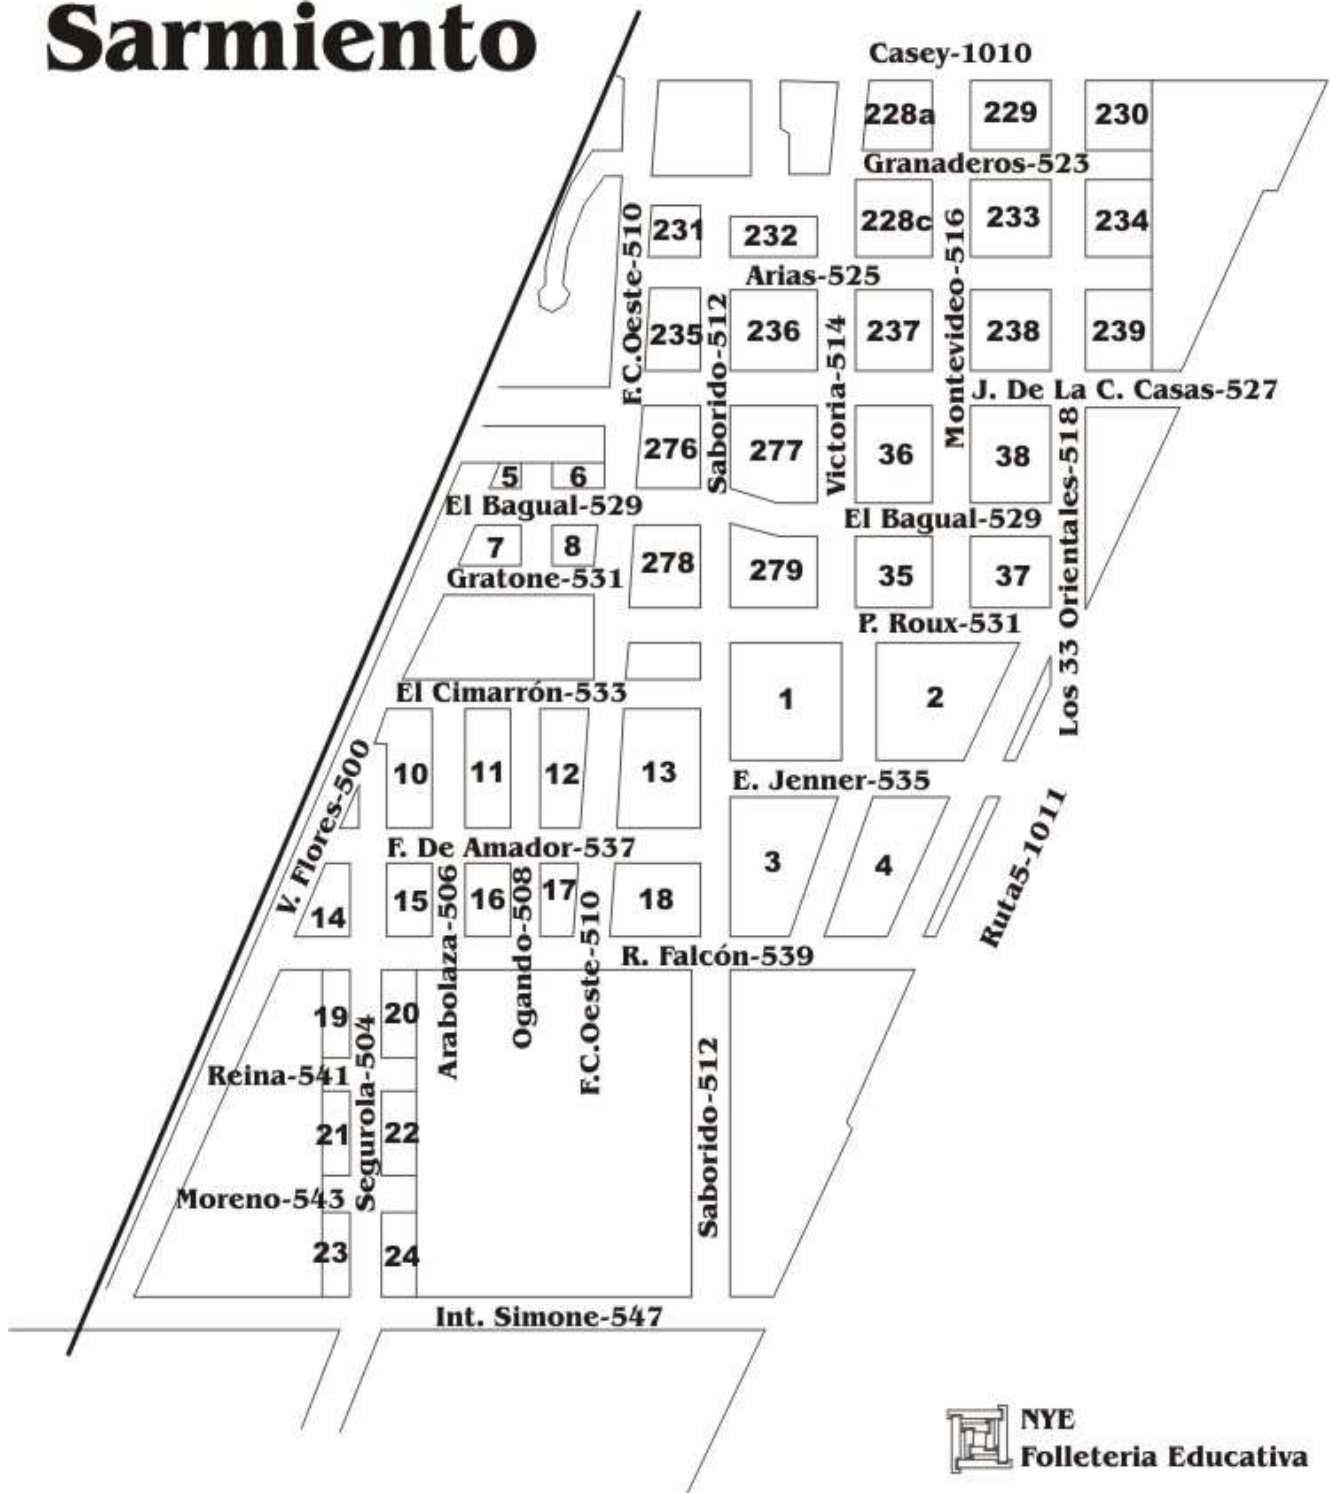 Sarmiento
Casey-1010
228a
229
230
Granaderos-523
231
232
228c
233
234
F.C.Oeste-510
Montevideo-516
Arias-525
235
236
237
238
239
Saborido-512
Victoria-514
J. De La C. Casas-527
276
277
36
38
Los 33 Orientales-518
5
6
El Bagual-529
El Bagual-529
7
8
278
279
35
37
Gratone-531
P. Roux-531
El Cimarrón-533
1
2
V. Flores-500
10
11
12
13
E. Jenner-535
Ruta5-1011
F. De Amador-537
3
4
14
15
16
17
18
Arabolaza-506
Ogando-508
F.C.Oeste-510
R. Falcón-539
19
20
Segurola-504
Saborido-512
Reina-541
21
22
Moreno-543
23
24
Int. Simone-547
NYE
Folleteria Educativa